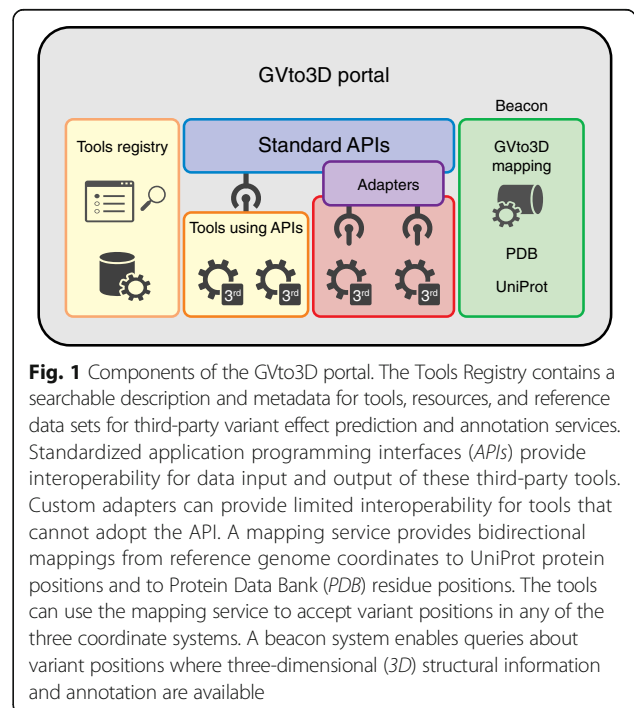 GVto3D portal
Beacon
Tools registry
Standard APIs
GVto3D
mapping
Adapters
Tools using APIs
3rd
3rd
3rd
3rd
PDB
UniProt
Fig. 1 Components of the GVto3D portal. The Tools Registry contains a
searchable description and metadata for tools, resources, and reference
data sets for third-party variant effect prediction and annotation services.
Standardized application programming interfaces (APIs) provide
interoperability for data input and output of these third-party tools.
Custom adapters can provide limited interoperability for tools that
cannot adopt the API. A mapping service provides bidirectional
mappings from reference genome coordinates to UniProt protein
positions and to Protein Data Bank (PDB) residue positions. The tools
can use the mapping service to accept variant positions in any of the
three coordinate systems. A beacon system enables queries about
variant positions where three-dimensional (3D) structural information
and annotation are available